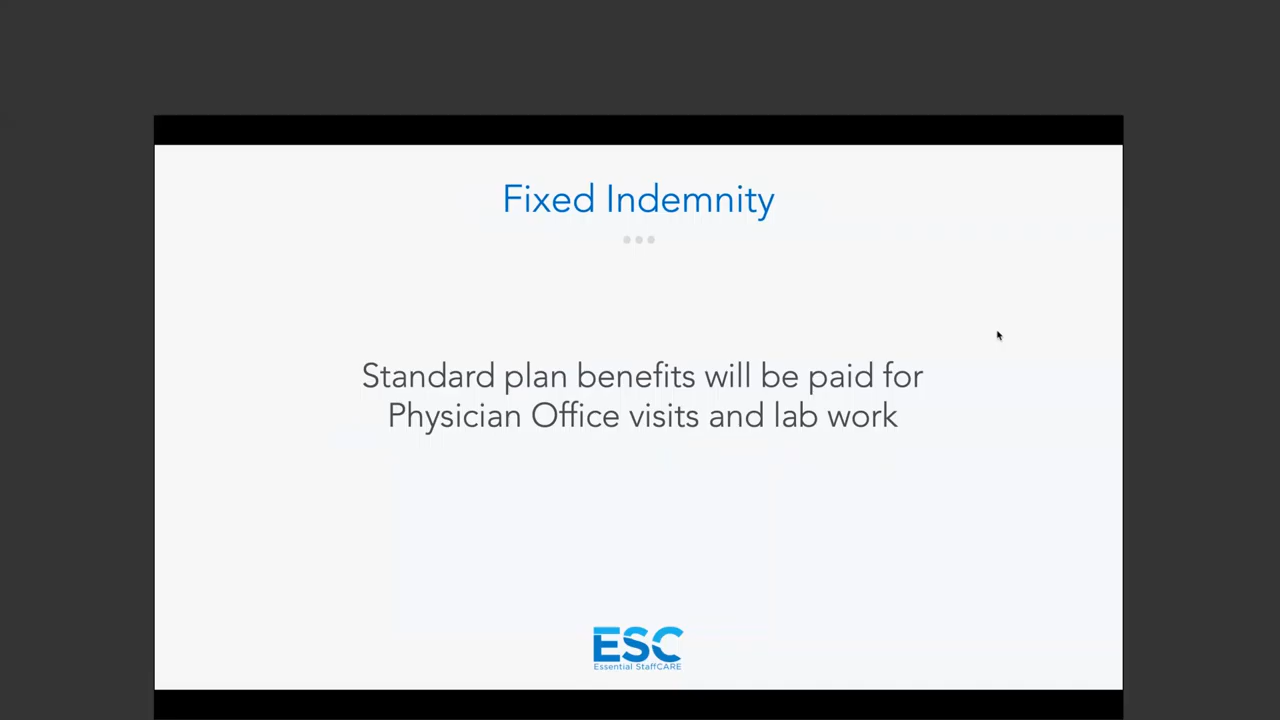 Fixed Indemnity
Standard plan benefits will be paid for
Physician Office visits and lab work
ESC
Essential StaffCARE